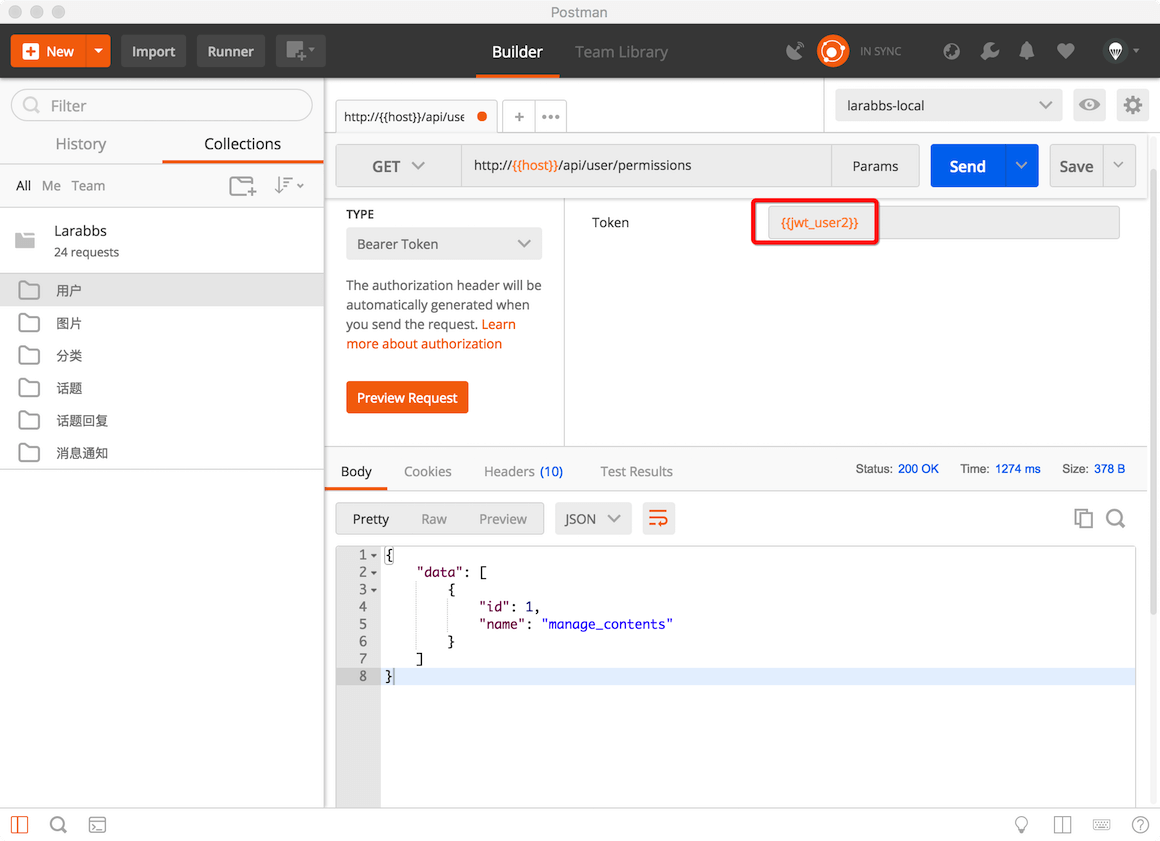 Postman
New
Import
Runner
Builder
Team Library
IN SYNC
Filter
History
Collections
All Me Team
Larabbs
24 requests
用户
图片
分类
话题
话题回复
消息通知
http://{{host}}/api/use
larabbs-local
GET
http://{{host}}/api/user/permissions
Params
Send
Save
TYPE
Bearer Token
The authorization header will be
automatically generated when
you send the request. Learn
more about authorization
Preview Request
Token
{{jwt_user2}}
Body
Cookies
Headers (10)
Test Results
Status: 200 OK
Time: 1274 ms
Size: 378 B
Pretty
Raw
Preview
JSON
1 {
2 "data": [
3 {
4 "id": 1,
5 "name": "manage_contents"
6 }
7 ]
8 }